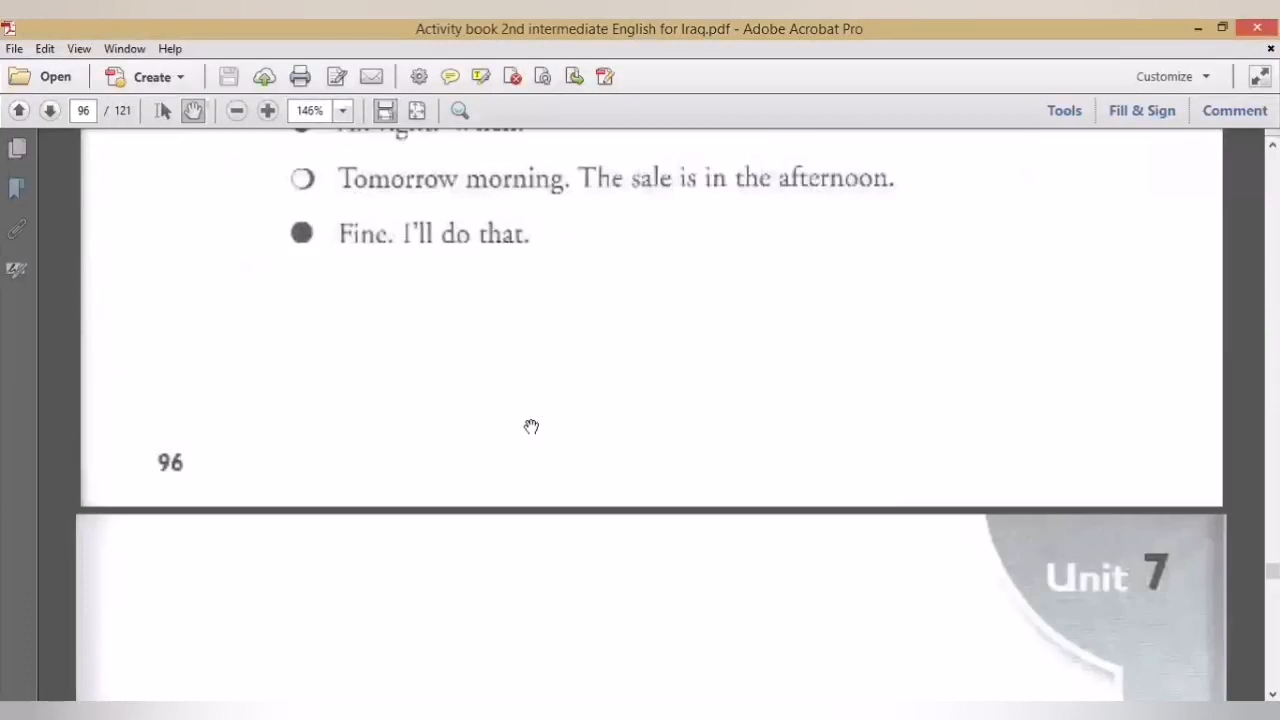 Activity book 2nd intermediate English for Iraq.pdf - Adobe Acrobat Pro
File Edit View Window Help
Open Create Customize
96 / 121 146% Tools Fill & Sign Comment
Tomorrow morning. The sale is in the afternoon.
Fine. I'll do that.
96
Unit 7